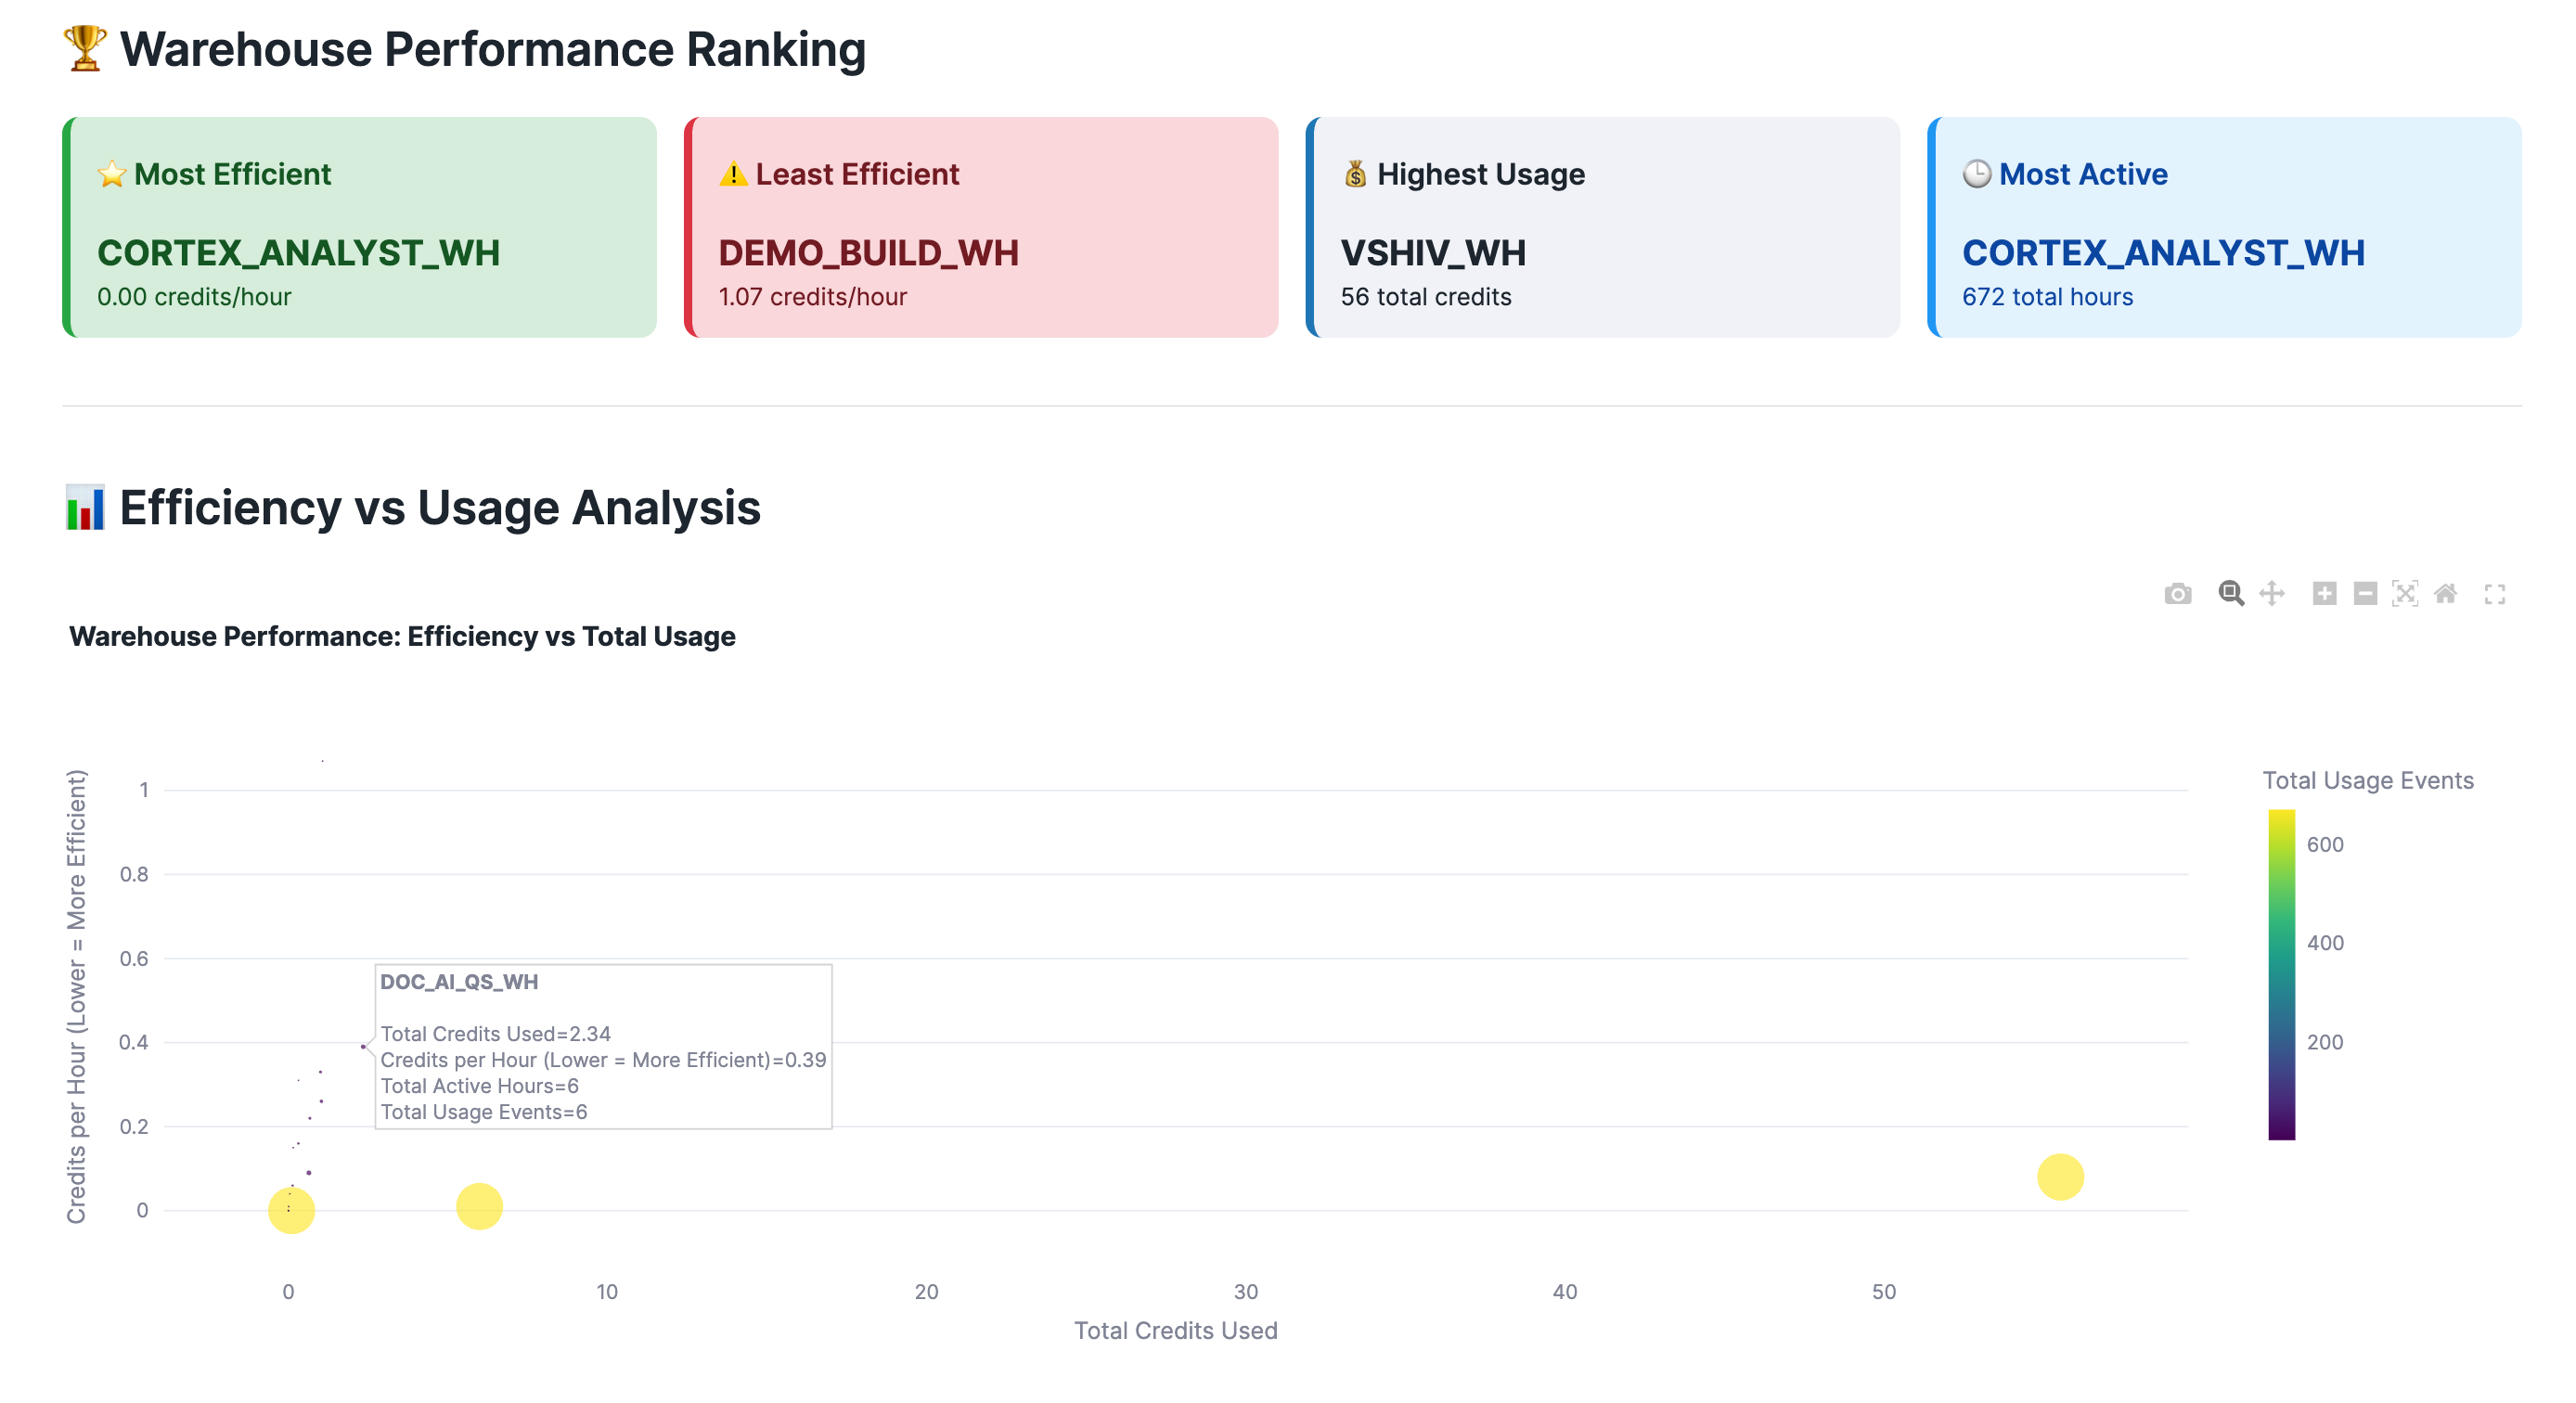 🏆 Warehouse Performance Ranking
⭐ Most Efficient
CORTEX_ANALYST_WH
0.00 credits/hour
⚠️ Least Efficient
DEMO_BUILD_WH
1.07 credits/hour
💰 Highest Usage
VSHIV_WH
56 total credits
🕒 Most Active
CORTEX_ANALYST_WH
672 total hours
📊 Efficiency vs Usage Analysis
Warehouse Performance: Efficiency vs Total Usage
Credits per Hour (Lower = More Efficient)
1
0.8
0.6
0.4
0.2
0
DOC_AI_QS_WH
Total Credits Used=2.34
Credits per Hour (Lower = More Efficient)=0.39
Total Active Hours=6
Total Usage Events=6
0
10
20
30
40
50
Total Credits Used
Total Usage Events
600
400
200